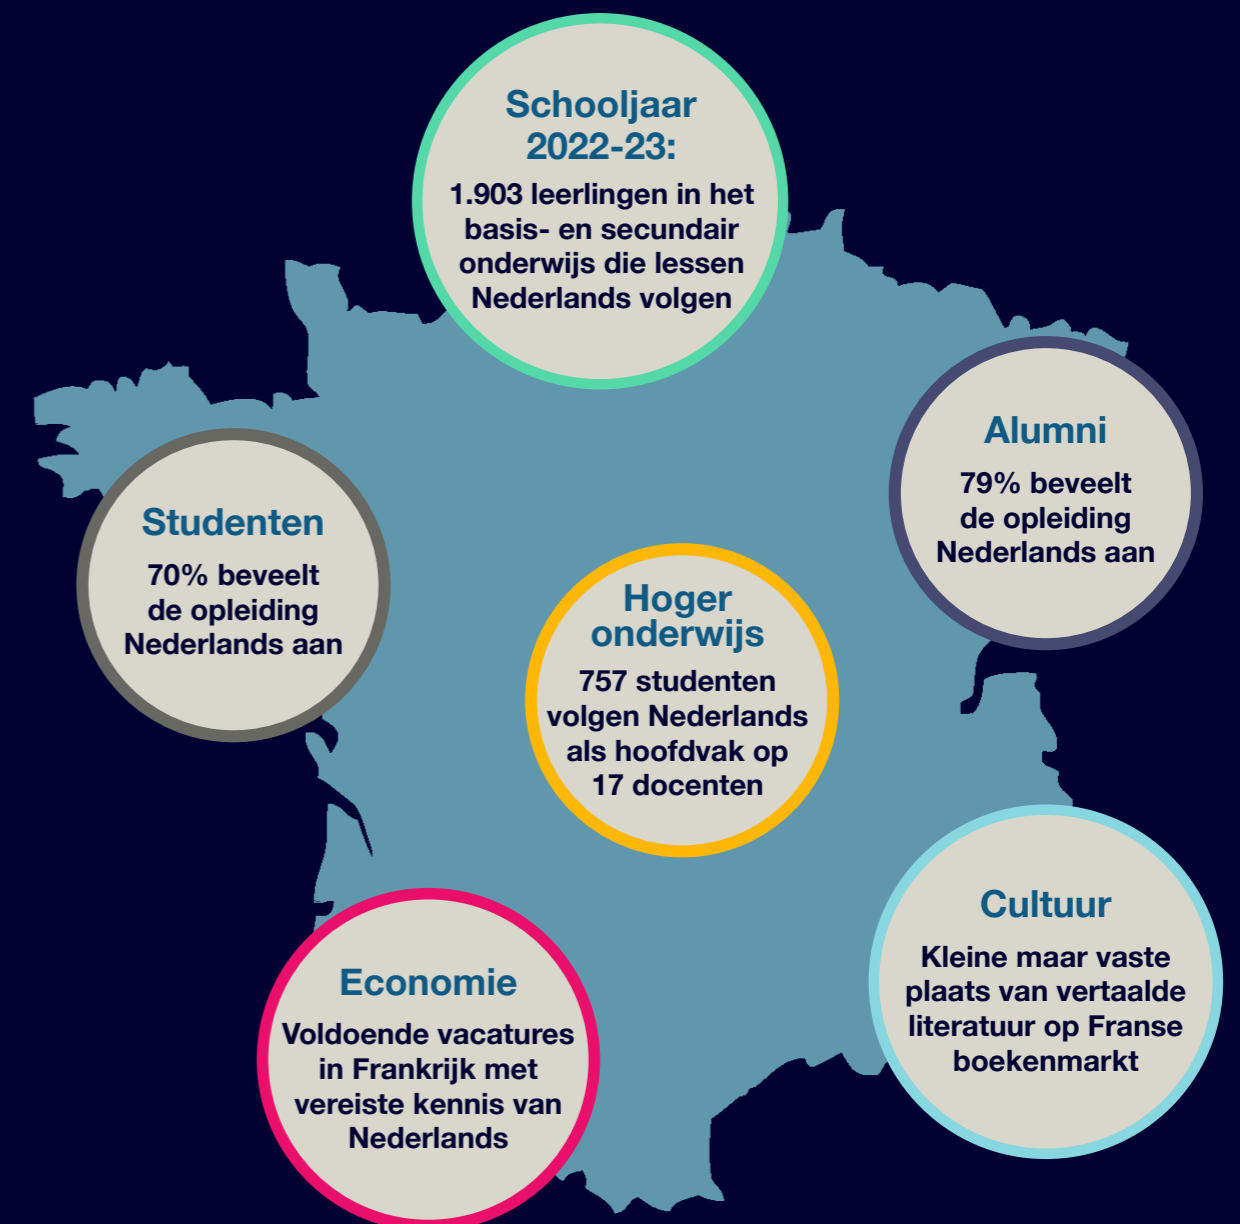 Schooljaar
2022-23:
1.903 leerlingen in het
basis- en secundair
onderwijs die lessen
Nederlands volgen
Alumni
79% beveelt
de opleiding
Nederlands aan
Studenten
70% beveelt
de opleiding
Nederlands aan
Hoger
onderwijs
757 studenten
volgen Nederlands
als hoofdvak op
17 docenten
Cultuur
Kleine maar vaste
plaats van vertaalde
literatuur op Franse
boekenmarkt
Economie
Voldoende vacatures
in Frankrijk met
vereiste kennis van
Nederlands